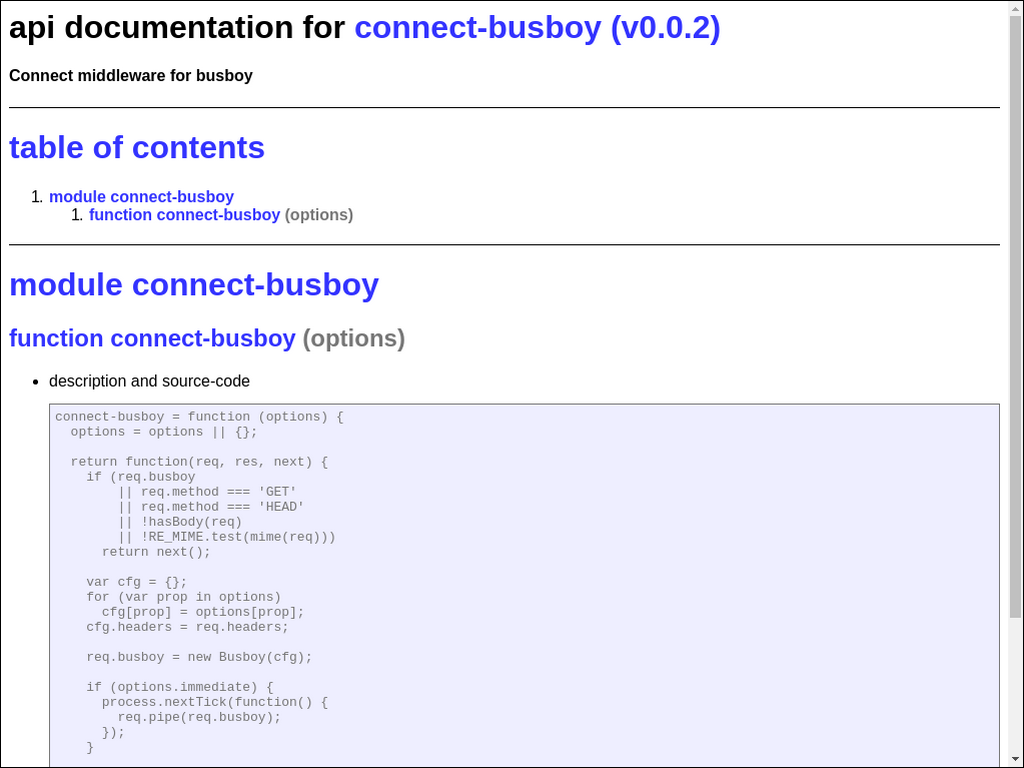 api documentation for connect-busboy (v0.0.2)
Connect middleware for busboy
table of contents
1. module connect-busboy
1. function connect-busboy (options)
module connect-busboy
function connect-busboy (options)
• description and source-code
connect-busboy = function (options) {
  options = options || {};
  return function(req, res, next) {
    if (req.busboy
        || req.method === 'GET'
        || req.method === 'HEAD'
        || !hasBody(req)
        || !RE_MIME.test(mime(req)))
      return next();
    var cfg = {};
    for (var prop in options)
      cfg[prop] = options[prop];
    cfg.headers = req.headers;
    req.busboy = new Busboy(cfg);
    if (options.immediate) {
      process.nextTick(function() {
        req.pipe(req.busboy);
      });
    }